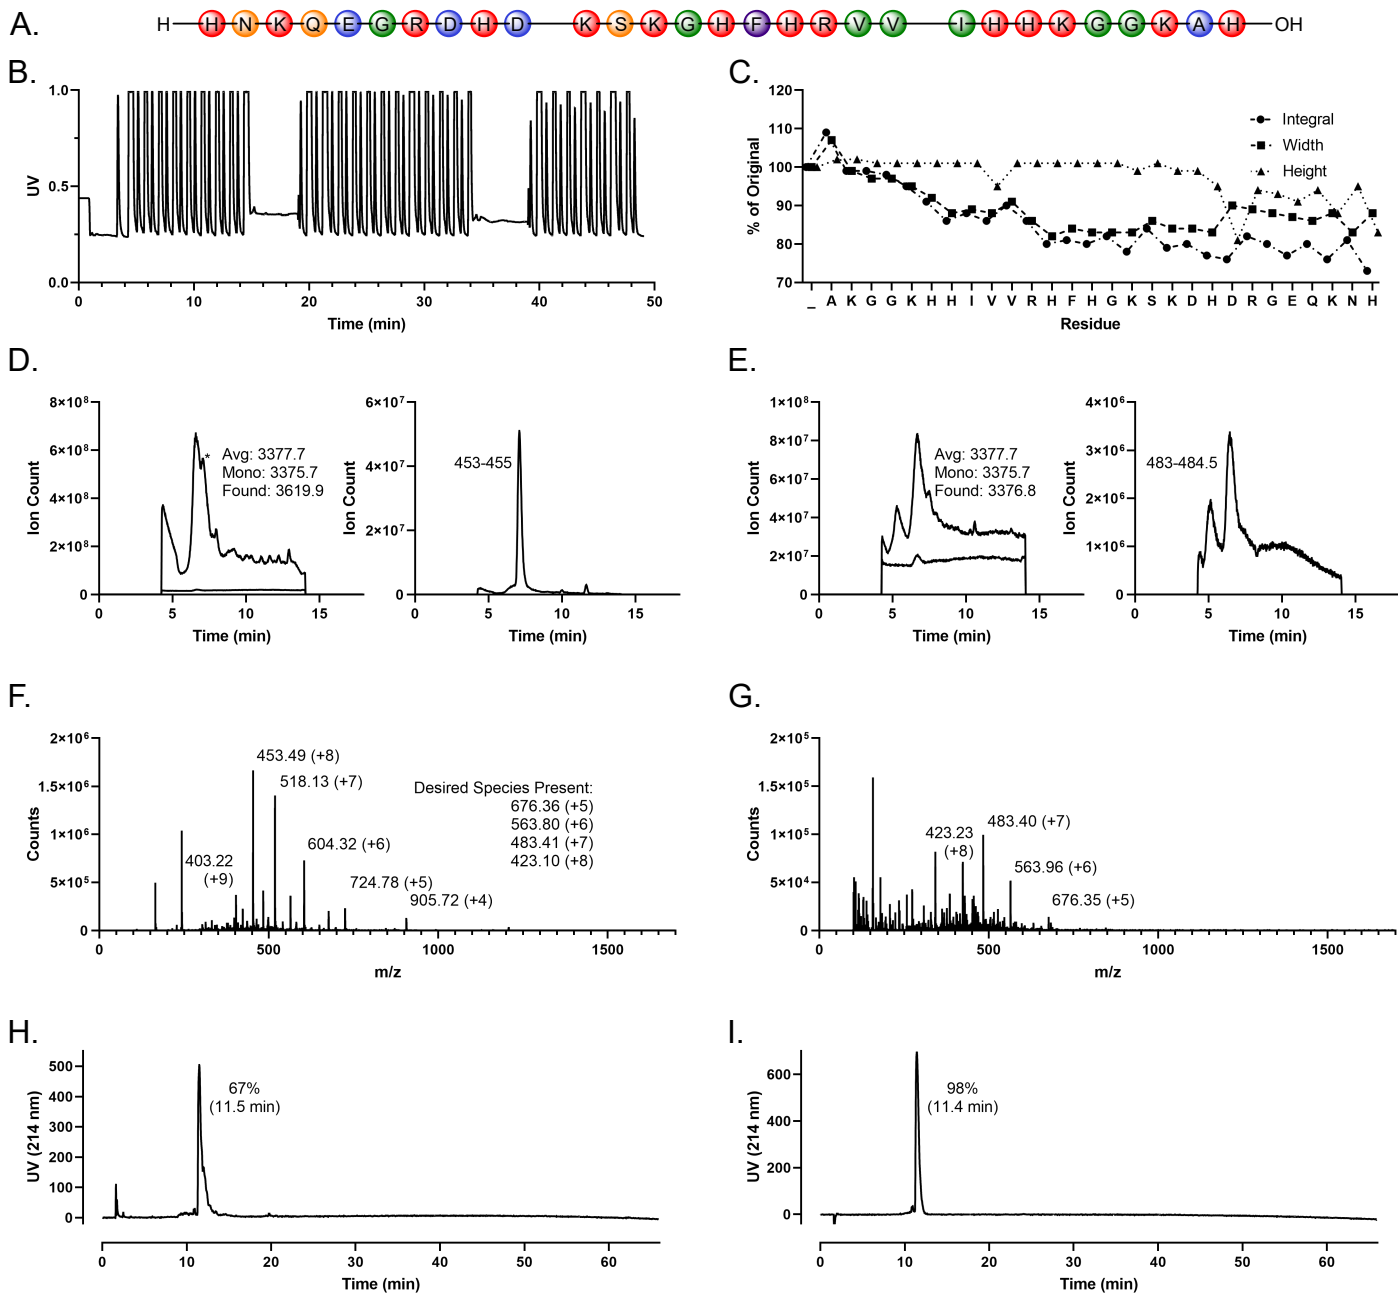 A.
H H N K Q E G R D H D K S K G H F H R V V I H H K G G K A H OH
B.
1.0
0.5
0.0
UV
0 10 20 30 40 50
Time (min)
C.
120
110
100
90
80
70
% of Original
Integral
Width
Height
_ A K G G K H H I V V R H F H G K S K D H D R G E Q K N H
Residue
D.
8×10⁸
6×10⁸
4×10⁸
2×10⁸
0
Ion Count
*
Avg: 3377.7
Mono: 3375.7
Found: 3619.9
0 5 10 15
Time (min)
6×10⁷
4×10⁷
2×10⁷
0
Ion Count
453-455
0 5 10 15
Time (min)
E.
1×10⁸
8×10⁷
6×10⁷
4×10⁷
2×10⁷
0
Ion Count
Avg: 3377.7
Mono: 3375.7
Found: 3376.8
0 5 10 15
Time (min)
4×10⁶
3×10⁶
2×10⁶
1×10⁶
0
Ion Count
483-484.5
0 5 10 15
Time (min)
F.
2×10⁶
1.5×10⁶
1×10⁶
5×10⁵
0
Counts
453.49 (+8)
518.13 (+7)
604.32 (+6)
403.22
(+9)
724.78 (+5)
905.72 (+4)
Desired Species Present:
676.36 (+5)
563.80 (+6)
483.41 (+7)
423.10 (+8)
0 500 1000 1500
m/z
G.
2×10⁵
1.5×10⁵
1×10⁵
5×10⁴
0
Counts
423.23
(+8)
483.40 (+7)
563.96 (+6)
676.35 (+5)
0 500 1000 1500
m/z
H.
500
400
300
200
100
0
UV (214 nm)
67%
(11.5 min)
0 10 20 30 40 50 60
Time (min)
I.
600
400
200
0
UV (214 nm)
98%
(11.4 min)
0 10 20 30 40 50 60
Time (min)